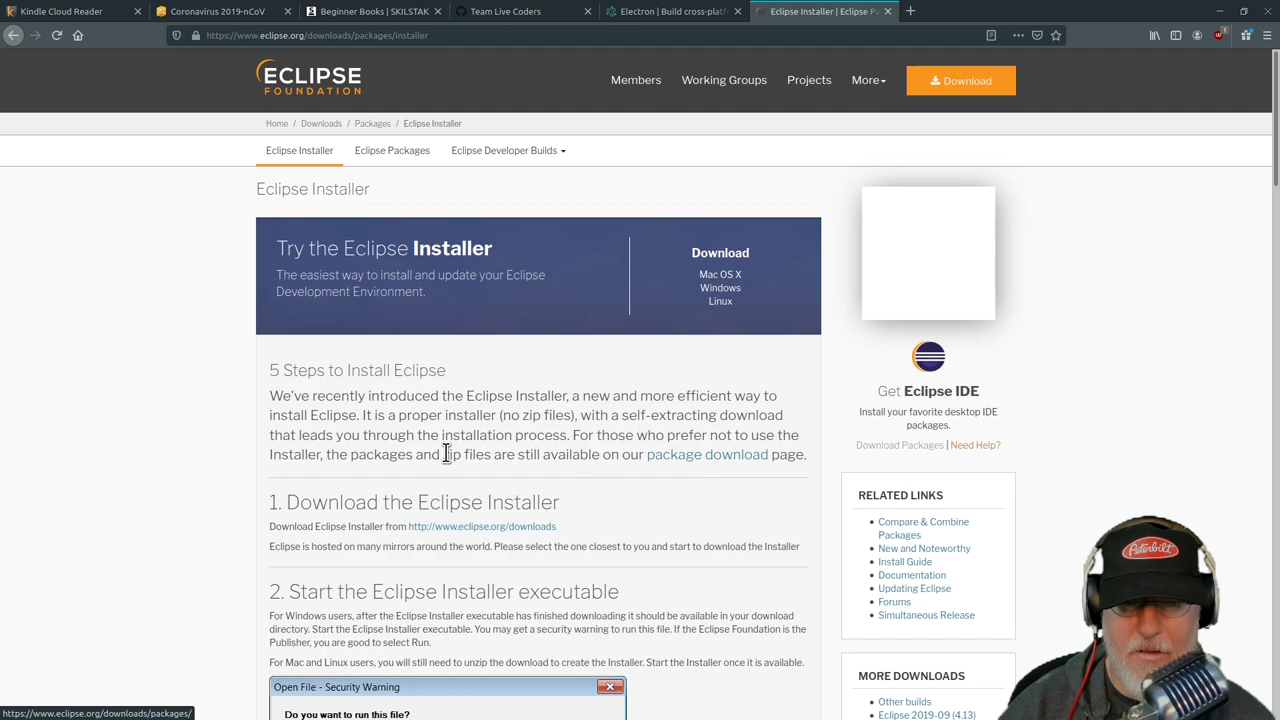 Kindle Cloud Reader
Coronavirus 2019-nCoV
Beginner Books | SKILSTAK
Team Live Coders
Electron | Build cross-platf
Eclipse Installer | Eclipse P
https://www.eclipse.org/downloads/packages/installer
ECLIPSE
FOUNDATION
Members
Working Groups
Projects
More
Download
Home / Downloads / Packages / Eclipse Installer
Eclipse Installer
Eclipse Packages
Eclipse Developer Builds
Eclipse Installer
Try the Eclipse Installer
The easiest way to install and update your Eclipse
Development Environment.
Download
Mac OS X
Windows
Linux
5 Steps to Install Eclipse
We've recently introduced the Eclipse Installer, a new and more efficient way to
install Eclipse. It is a proper installer (no zip files), with a self-extracting download
that leads you through the installation process. For those who prefer not to use the
Installer, the packages and zip files are still available on our package download page.
1. Download the Eclipse Installer
Download Eclipse Installer from http://www.eclipse.org/downloads
Eclipse is hosted on many mirrors around the world. Please select the one closest to you and start to download the Installer
2. Start the Eclipse Installer executable
For Windows users, after the Eclipse Installer executable has finished downloading it should be available in your download
directory. Start the Eclipse Installer executable. You may get a security warning to run this file. If the Eclipse Foundation is the
Publisher, you are good to select Run.
For Mac and Linux users, you will still need to unzip the download to create the Installer. Start the Installer once it is available.
Open File - Security Warning
Do you want to run this file?
Get Eclipse IDE
Install your favorite desktop IDE
packages.
Download Packages | Need Help?
RELATED LINKS
Compare & Combine
Packages
New and Noteworthy
Install Guide
Documentation
Updating Eclipse
Forums
Simultaneous Release
MORE DOWNLOADS
Other builds
Eclipse 2019-09 (4.13)
Peterbilt
https://www.eclipse.org/downloads/packages/